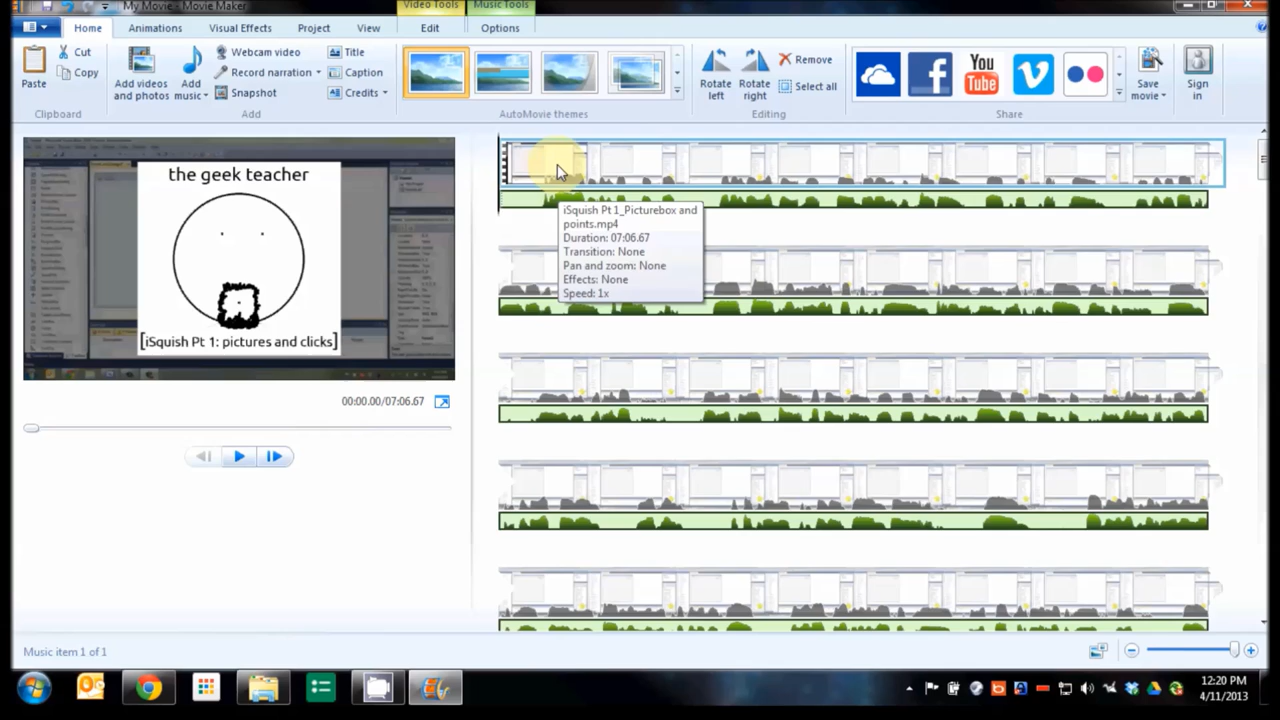 My Movie - Movie Maker
Video Tools
Music Tools
Home
Animations
Visual Effects
Project
View
Edit
Options
Paste
Cut
Copy
Clipboard
Add videos
and photos
Add
music
Webcam video
Record narration
Snapshot
Title
Caption
Credits
Add
AutoMovie themes
Rotate
left
Rotate
right
Remove
Select all
Editing
You
Tube
Share
Save
movie
Sign
in
the geek teacher
[iSquish Pt 1: pictures and clicks]
00:00.00/07:06.67
iSquish Pt 1_Picturebox and
points.mp4
Duration: 07:06.67
Transition: None
Pan and zoom: None
Effects: None
Speed: 1x
Music item 1 of 1
12:20 PM
4/11/2013